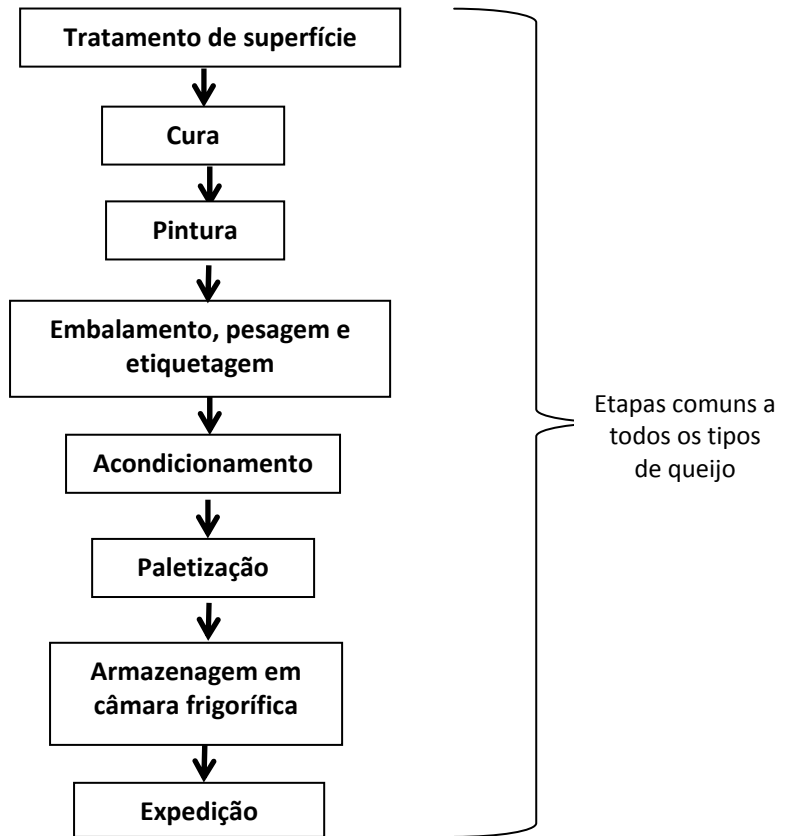 Tratamento de superfície
Cura
Pintura
Embalamento, pesagem e
etiquetagem
Acondicionamento
Paletização
Armazenagem em
câmara frigorífica
Expedição
Etapas comuns a
todos os tipos
de queijo